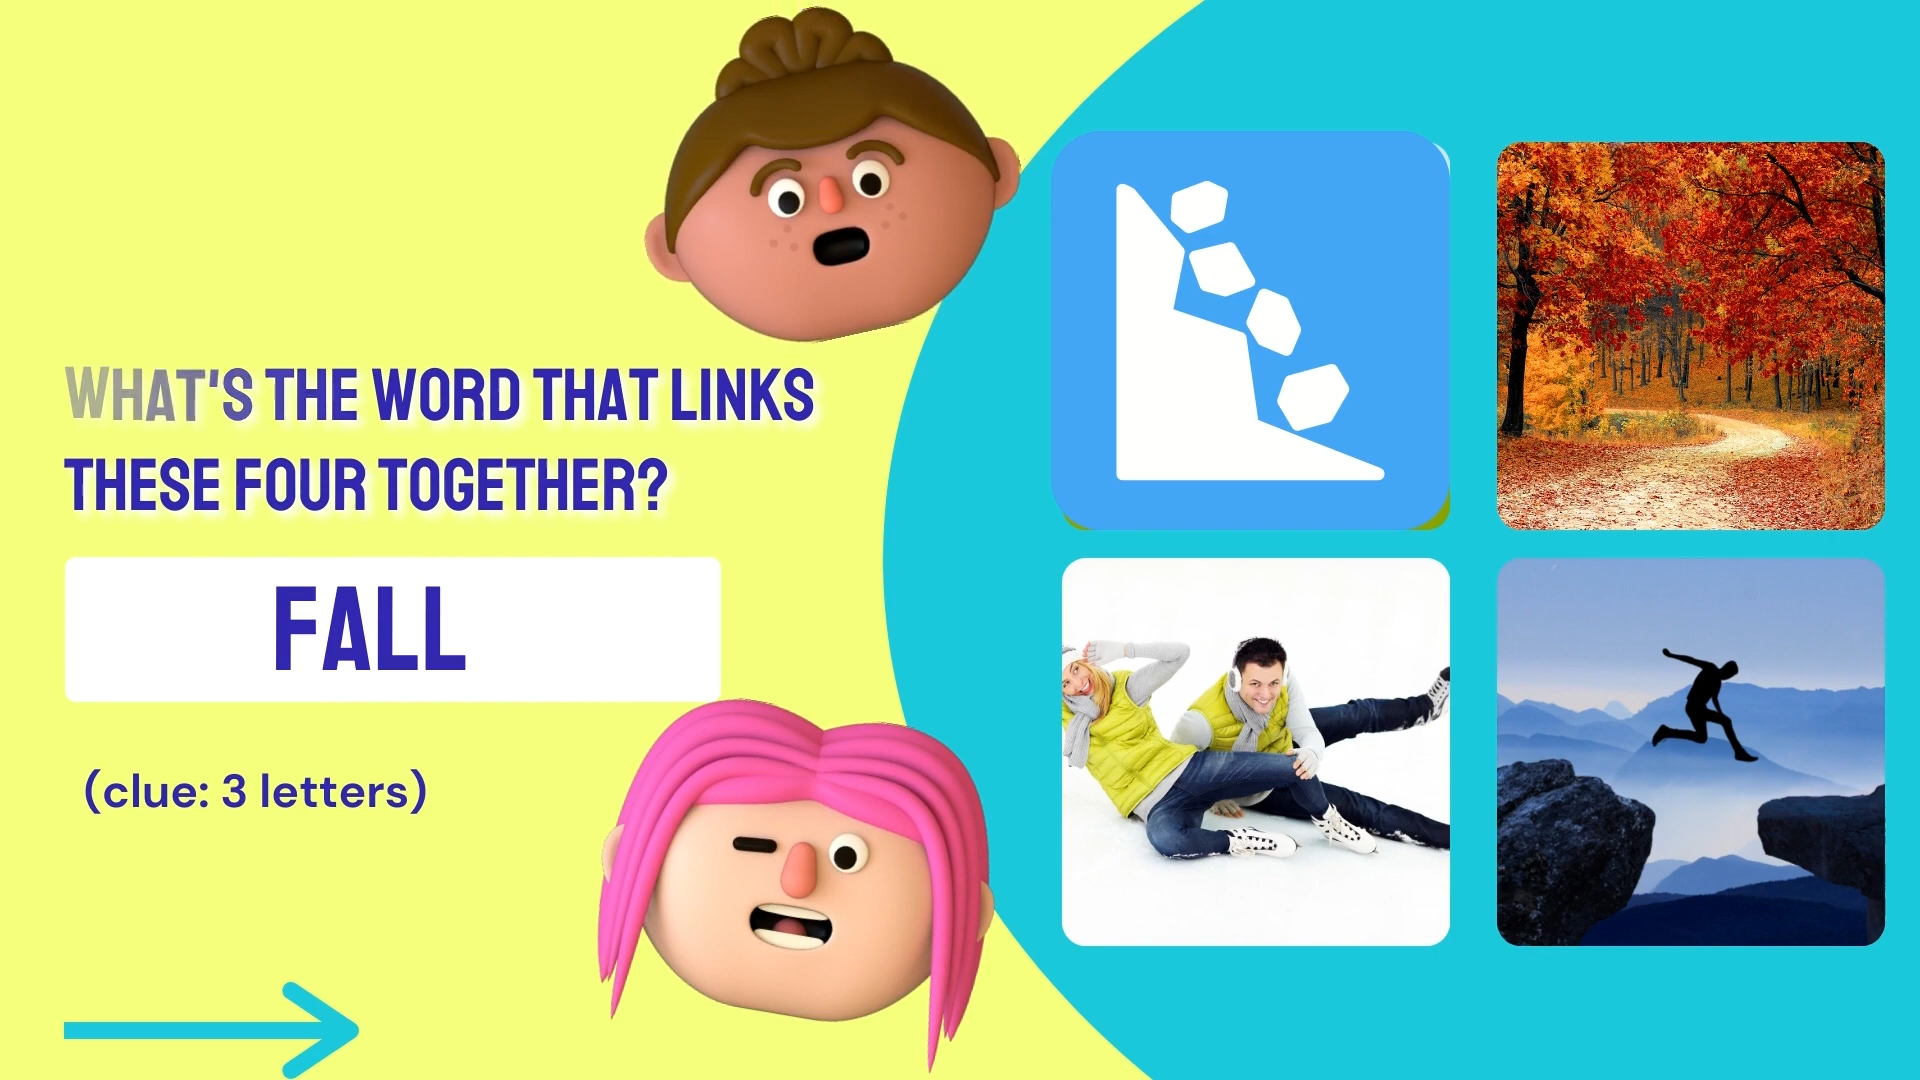 WHAT'S THE WORD THAT LINKS
THESE FOUR TOGETHER?
FALL
(clue: 3 letters)